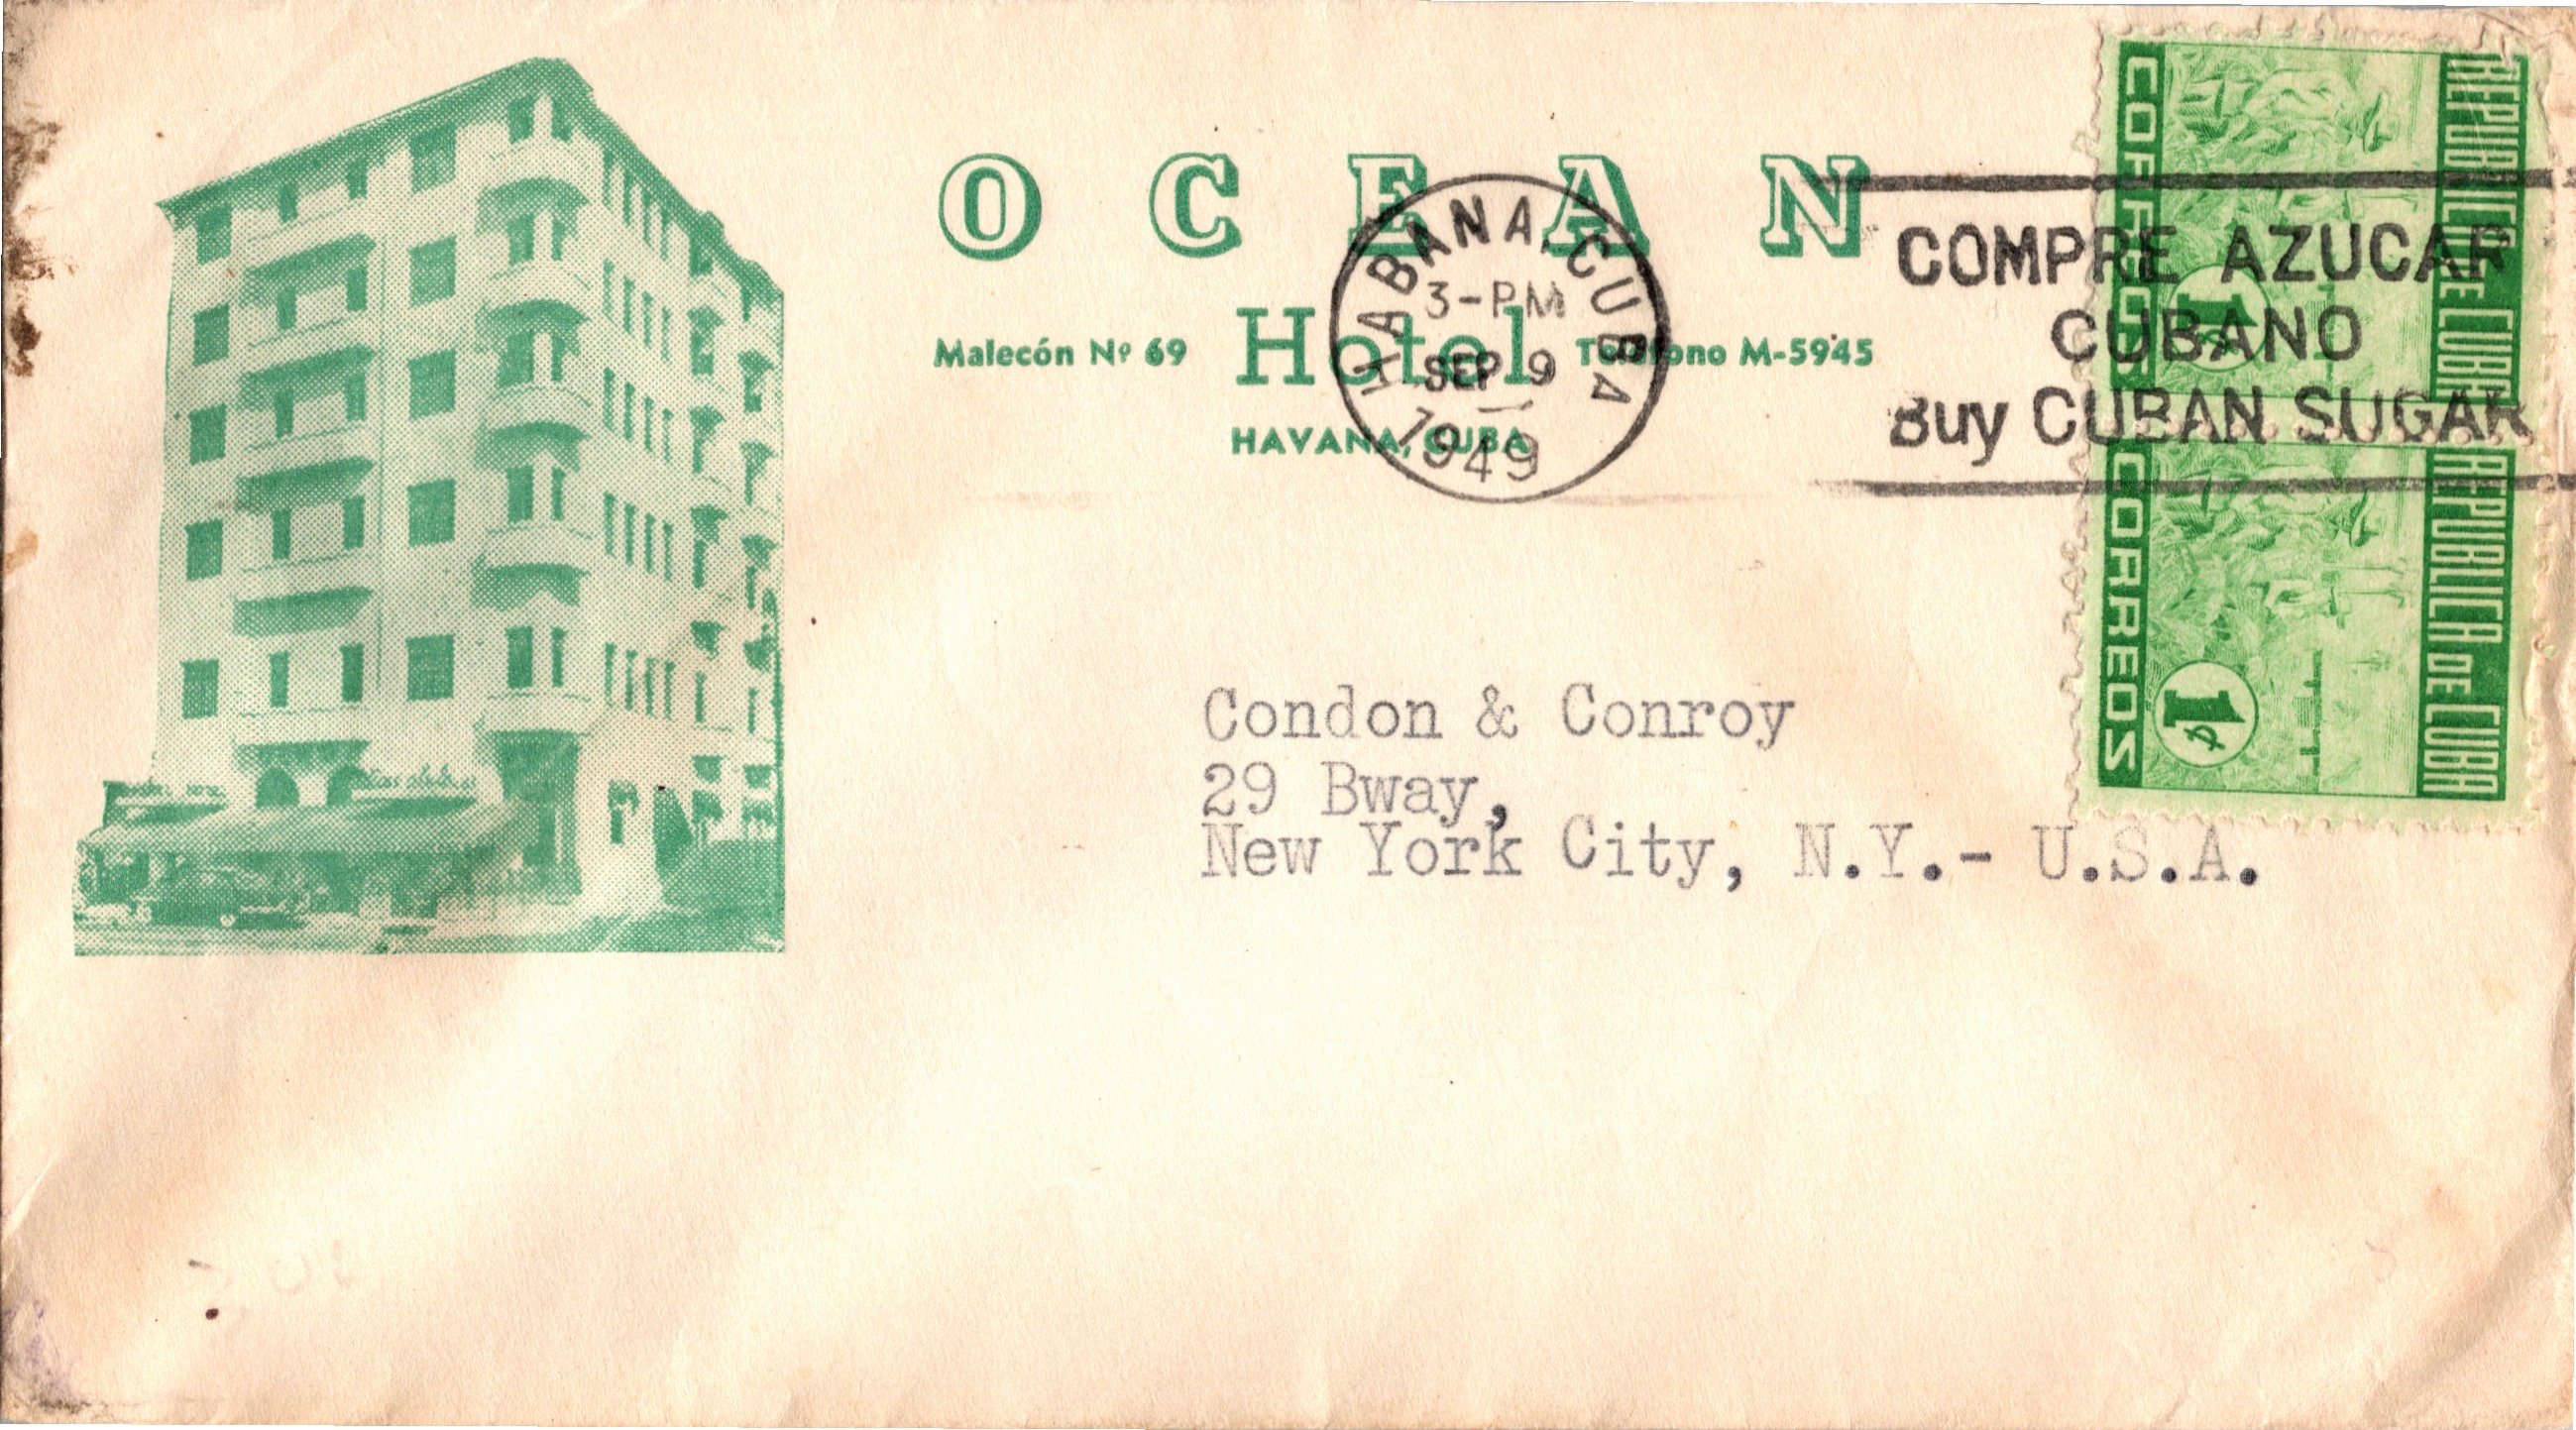 OCEAN
Malecón Nº 69 Hotel Teléfono M-5945
HAVANA, CUBA
HABANA, CUBA
3-PM
SEP 9
1949
COMPRE AZUCAR
CUBANO
Buy CUBAN SUGAR
REPUBLICA DE CUBA
CORREOS
1¢
REPUBLICA DE CUBA
CORREOS
1¢
Condon & Conroy
29 Bway,
New York City, N.Y.- U.S.A.